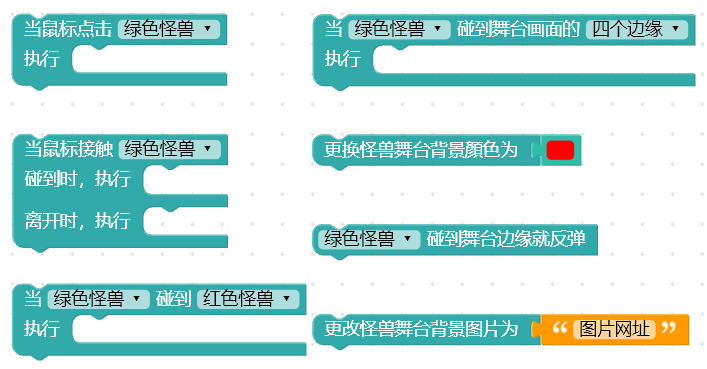 当鼠标点击 绿色怪兽
执行
当 绿色怪兽 碰到舞台画面的 四个边缘
执行
当鼠标接触 绿色怪兽
碰到时，执行
离开时，执行
更换怪兽舞台背景顏色为
绿色怪兽 碰到舞台边缘就反弹
当 绿色怪兽 碰到 红色怪兽
执行
更改怪兽舞台背景图片为 “ 图片网址 ”